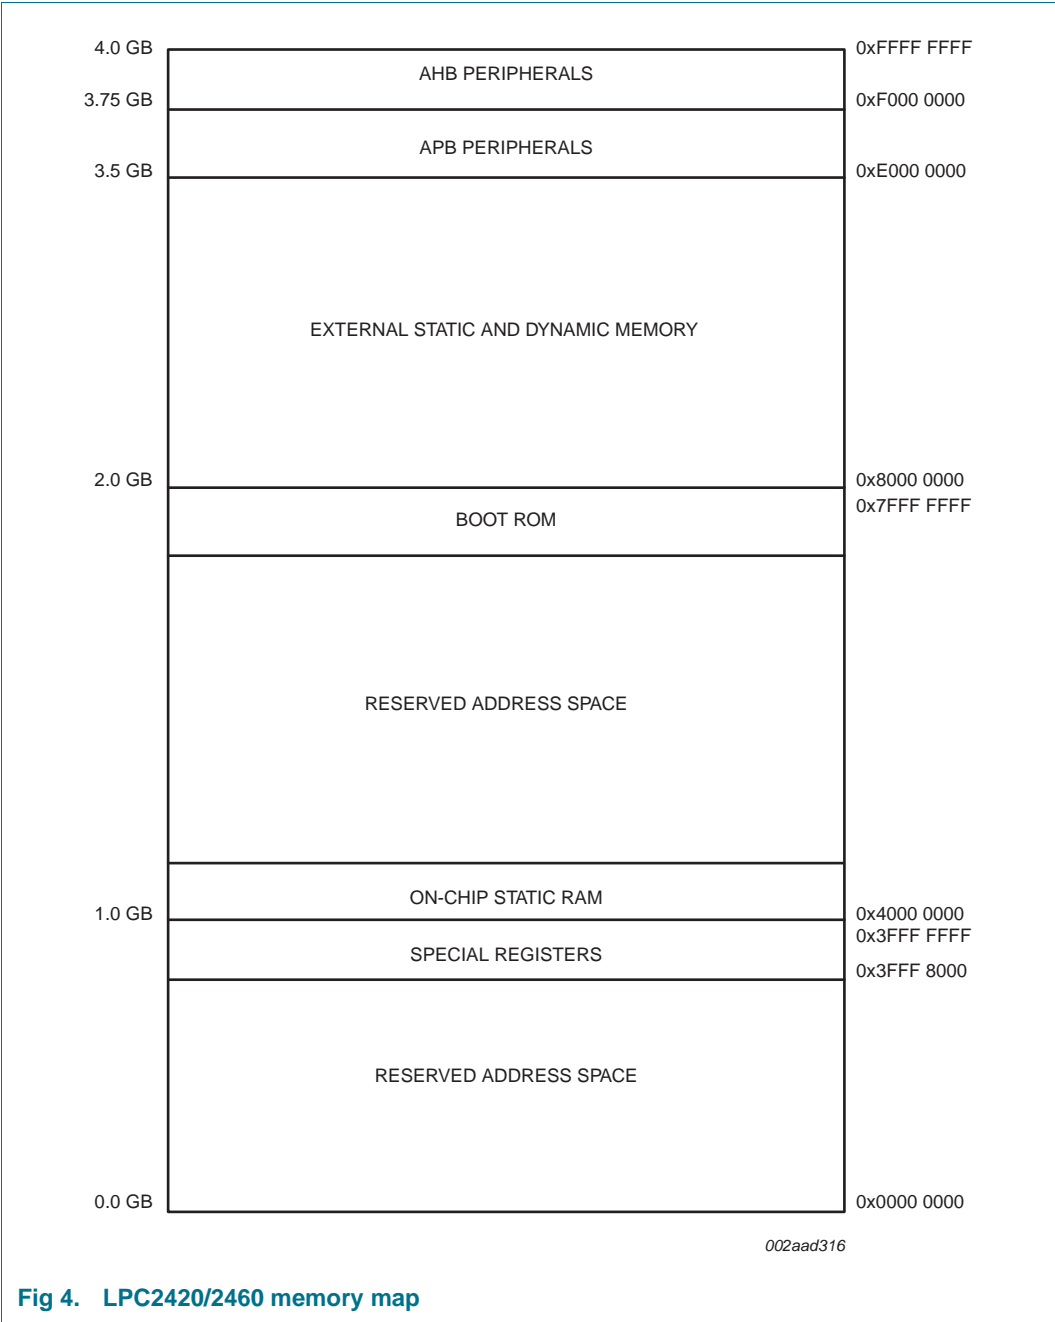 4.0 GB 0xFFFF FFFF
AHB PERIPHERALS
3.75 GB 0xF000 0000
APB PERIPHERALS
3.5 GB 0xE000 0000
EXTERNAL STATIC AND DYNAMIC MEMORY
2.0 GB 0x8000 0000
0x7FFF FFFF
BOOT ROM
RESERVED ADDRESS SPACE
ON-CHIP STATIC RAM
1.0 GB 0x4000 0000
0x3FFF FFFF
SPECIAL REGISTERS
0x3FFF 8000
RESERVED ADDRESS SPACE
0.0 GB 0x0000 0000
002aad316
Fig 4. LPC2420/2460 memory map